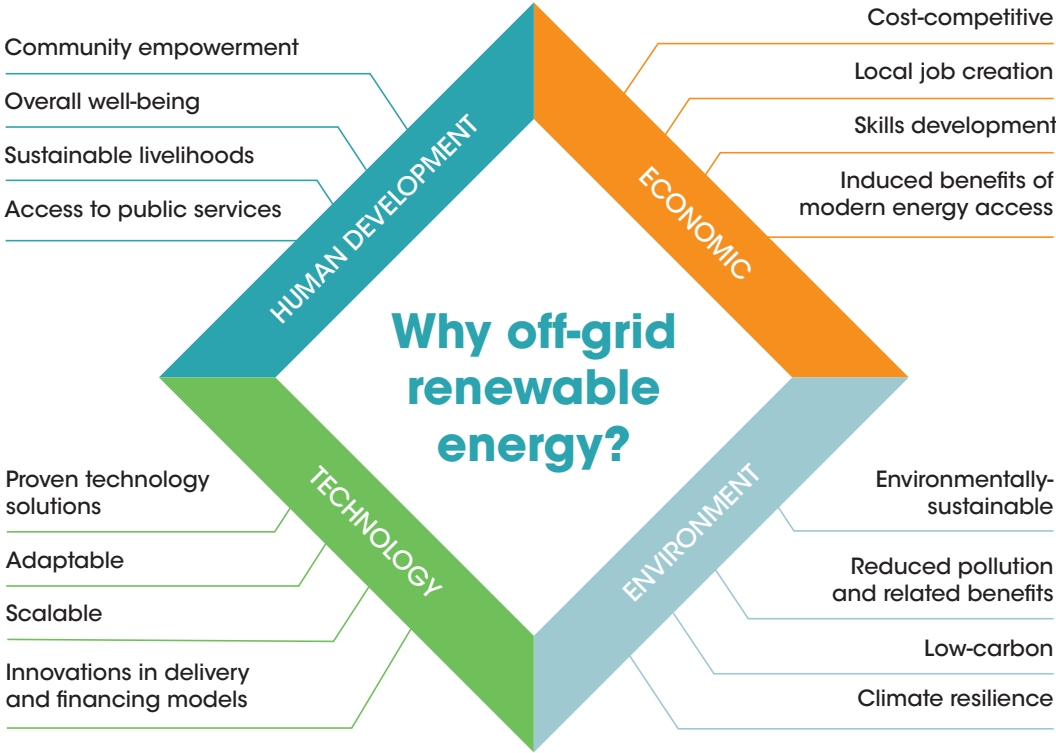 Community empowerment
Overall well-being
Sustainable livelihoods
Access to public services
HUMAN DEVELOPMENT
Cost-competitive
Local job creation
Skills development
Induced benefits of
modern energy access
ECONOMIC
Why off-grid
renewable
energy?
Proven technology
solutions
Adaptable
Scalable
Innovations in delivery
and financing models
TECHNOLOGY
Environmentally-
sustainable
Reduced pollution
and related benefits
Low-carbon
Climate resilience
ENVIRONMENT